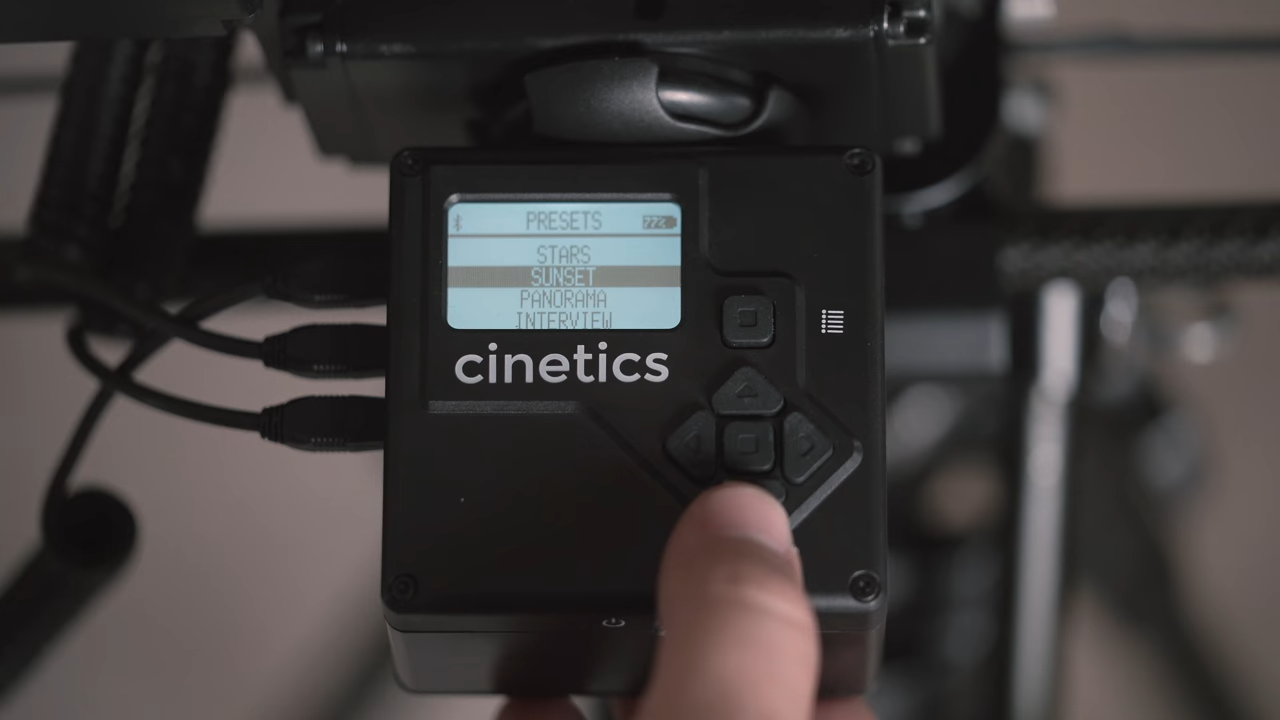 PRESETS 77%
STARS
SUNSET
PANORAMA
INTERVIEW
cinetics